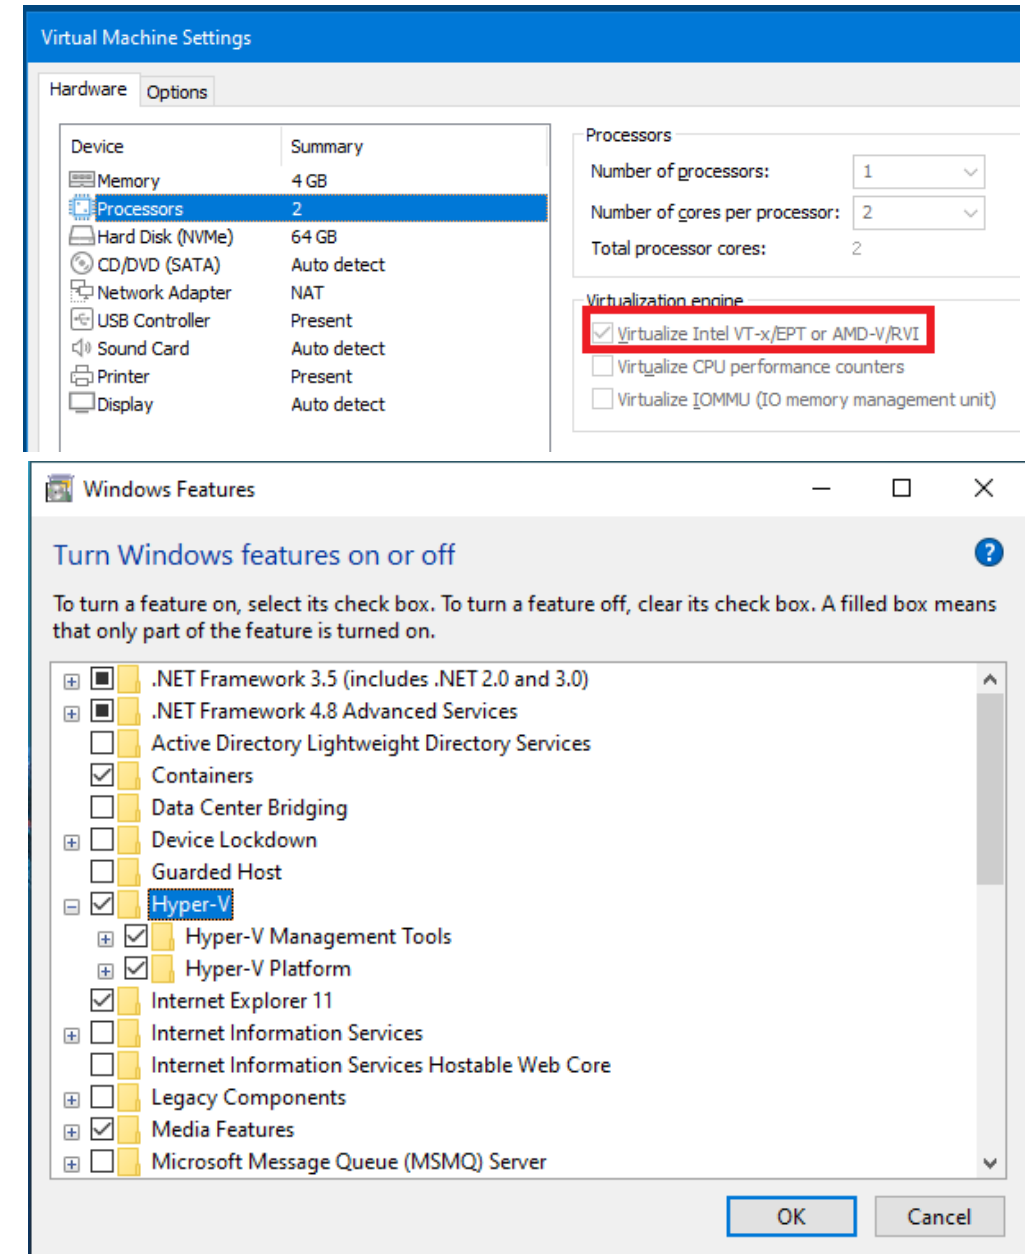 Virtual Machine Settings
Hardware Options
Device Summary
Memory 4 GB
Processors 2
Hard Disk (NVMe) 64 GB
CD/DVD (SATA) Auto detect
Network Adapter NAT
USB Controller Present
Sound Card Auto detect
Printer Present
Display Auto detect
Processors
Number of processors: 1
Number of cores per processor: 2
Total processor cores: 2
Virtualization engine
Virtualize Intel VT-x/EPT or AMD-V/RVI
Virtualize CPU performance counters
Virtualize IOMMU (IO memory management unit)
Windows Features
Turn Windows features on or off
?
To turn a feature on, select its check box. To turn a feature off, clear its check box. A filled box means
that only part of the feature is turned on.
.NET Framework 3.5 (includes .NET 2.0 and 3.0)
.NET Framework 4.8 Advanced Services
Active Directory Lightweight Directory Services
Containers
Data Center Bridging
Device Lockdown
Guarded Host
Hyper-V
Hyper-V Management Tools
Hyper-V Platform
Internet Explorer 11
Internet Information Services
Internet Information Services Hostable Web Core
Legacy Components
Media Features
Microsoft Message Queue (MSMQ) Server
OK Cancel